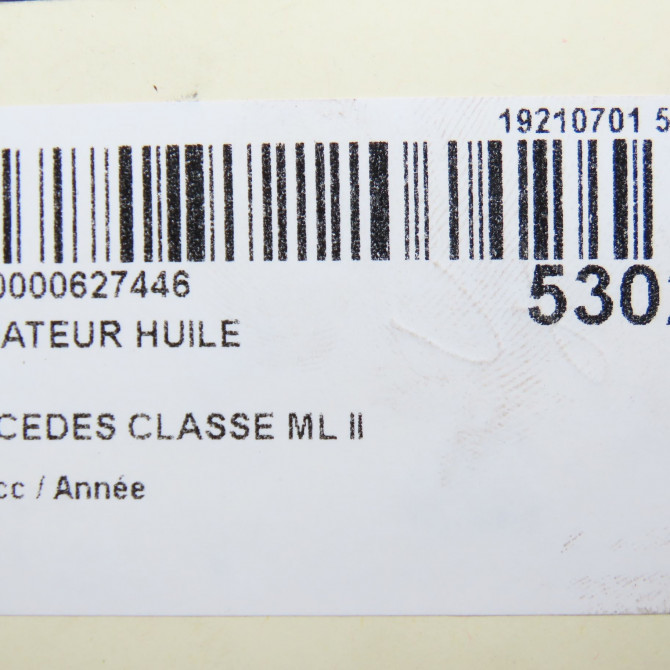 19210701 5
0000627446
530
ATEUR HUILE
CEDES CLASSE ML II
cc / Année